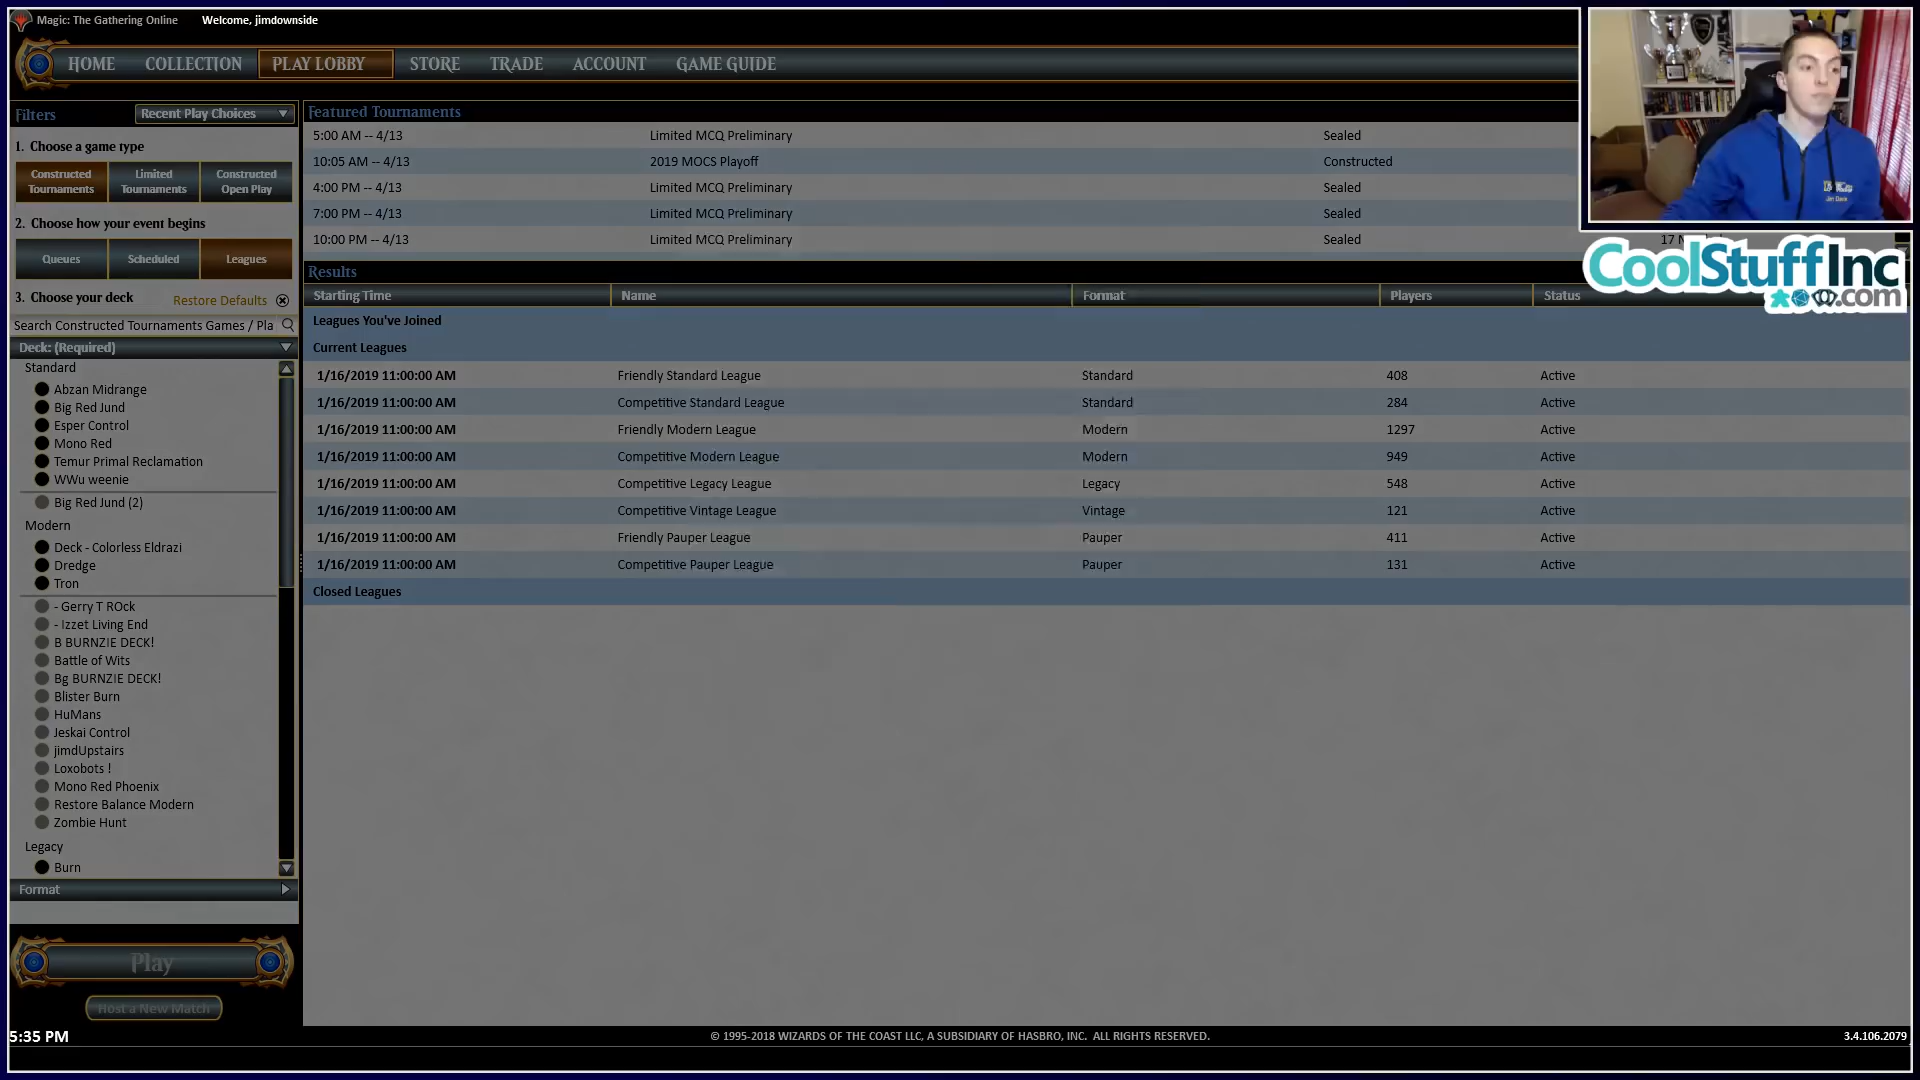 Magic: The Gathering Online Welcome, jimdownside
HOME COLLECTION PLAY LOBBY STORE TRADE ACCOUNT GAME GUIDE
Filters Recent Play Choices
1. Choose a game type
Constructed Tournaments Limited Tournaments Constructed Open Play
2. Choose how your event begins
Queues Scheduled Leagues
3. Choose your deck Restore Defaults
Search Constructed Tournaments Games / Pla
Deck: (Required)
Standard
Abzan Midrange
Big Red Jund
Esper Control
Mono Red
Temur Primal Reclamation
WWu weenie
Big Red Jund (2)
Modern
Deck - Colorless Eldrazi
Dredge
Tron
- Gerry T ROck
- Izzet Living End
B BURNZIE DECK!
Battle of Wits
Bg BURNZIE DECK!
Blister Burn
HuMans
Jeskai Control
jimdUpstairs
Loxobots !
Mono Red Phoenix
Restore Balance Modern
Zombie Hunt
Legacy
Burn
Format
Play
Host a New Match
5:35 PM
Featured Tournaments
5:00 AM -- 4/13 Limited MCQ Preliminary Sealed
10:05 AM -- 4/13 2019 MOCS Playoff Constructed
4:00 PM -- 4/13 Limited MCQ Preliminary Sealed
7:00 PM -- 4/13 Limited MCQ Preliminary Sealed
10:00 PM -- 4/13 Limited MCQ Preliminary Sealed 17
CoolStuffInc
.com
Results
Starting Time Name Format Players Status
Leagues You've Joined
Current Leagues
1/16/2019 11:00:00 AM Friendly Standard League Standard 408 Active
1/16/2019 11:00:00 AM Competitive Standard League Standard 284 Active
1/16/2019 11:00:00 AM Friendly Modern League Modern 1297 Active
1/16/2019 11:00:00 AM Competitive Modern League Modern 949 Active
1/16/2019 11:00:00 AM Competitive Legacy League Legacy 548 Active
1/16/2019 11:00:00 AM Competitive Vintage League Vintage 121 Active
1/16/2019 11:00:00 AM Friendly Pauper League Pauper 411 Active
1/16/2019 11:00:00 AM Competitive Pauper League Pauper 131 Active
Closed Leagues
© 1995-2018 WIZARDS OF THE COAST LLC, A SUBSIDIARY OF HASBRO, INC. ALL RIGHTS RESERVED.
3.4.106.2079